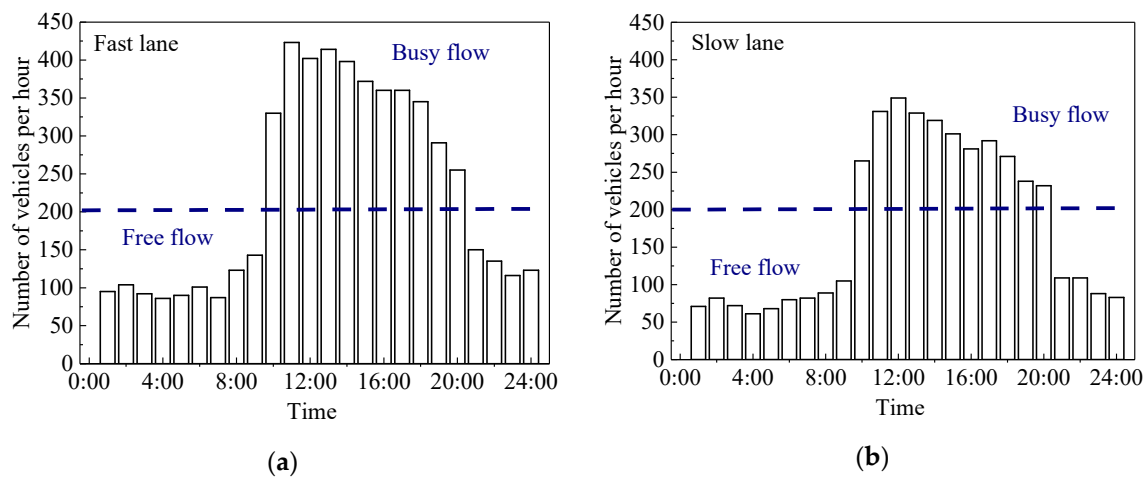 450
400
350
300
250
200
150
100
50
0
Number of vehicles per hour
Fast lane
Busy flow
Free flow
0:00 4:00 8:00 12:00 16:00 20:00 24:00
Time
(a)
450
400
350
300
250
200
150
100
50
0
Number of vehicles per hour
Slow lane
Busy flow
Free flow
0:00 4:00 8:00 12:00 16:00 20:00 24:00
Time
(b)